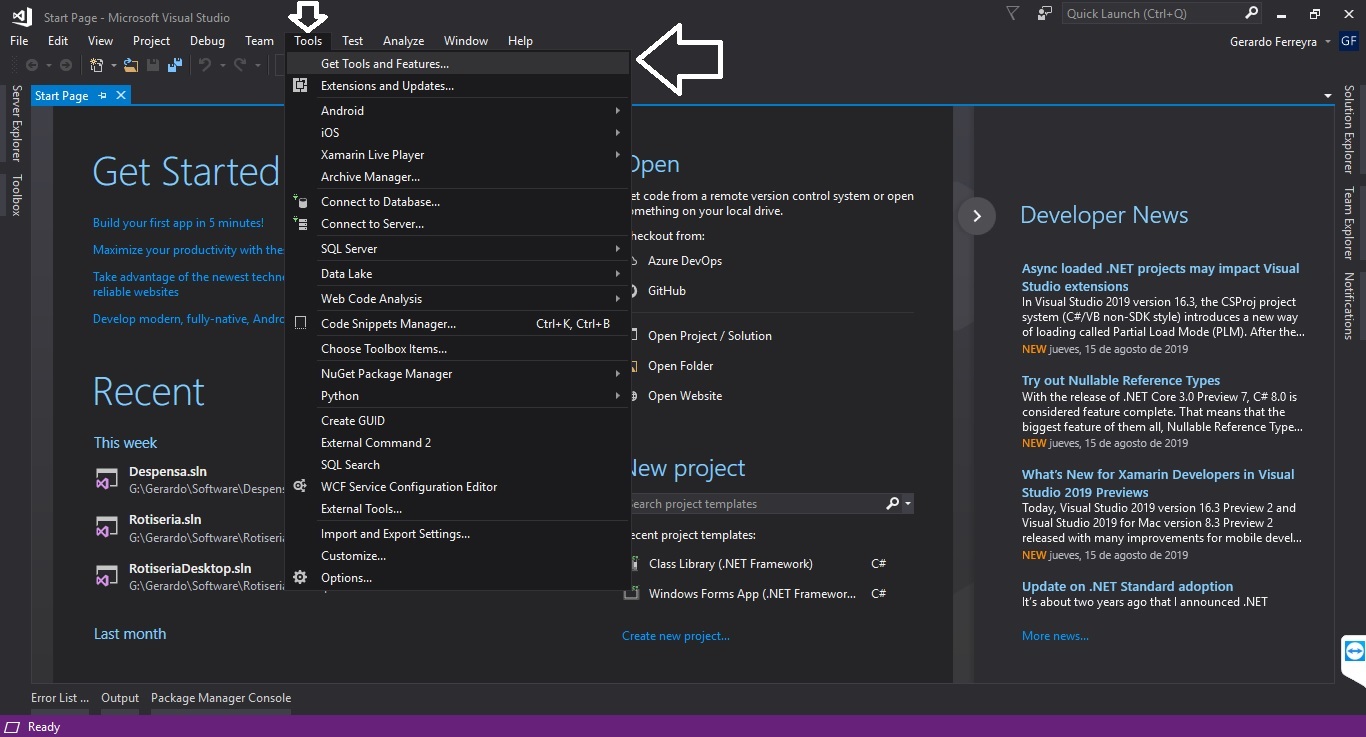 Start Page - Microsoft Visual Studio
Quick Launch (Ctrl+Q)
File Edit View Project Debug Team Tools Test Analyze Window Help
Gerardo Ferreyra GF
Server Explorer
Toolbox
Start Page
Get Tools and Features...
Extensions and Updates...
Android
iOS
Xamarin Live Player
Archive Manager...
Connect to Database...
Connect to Server...
SQL Server
Data Lake
Web Code Analysis
Code Snippets Manager... Ctrl+K, Ctrl+B
Choose Toolbox Items...
NuGet Package Manager
Python
Create GUID
External Command 2
SQL Search
WCF Service Configuration Editor
External Tools...
Import and Export Settings...
Customize...
Options...
Get Started
Build your first app in 5 minutes!
Maximize your productivity with the
Take advantage of the newest techn
reliable websites
Develop modern, fully-native, Andro
Recent
This week
Despensa.sln
G:\Gerardo\Software\Despen
Rotiseria.sln
G:\Gerardo\Software\Rotiseri
RotiseriaDesktop.sln
G:\Gerardo\Software\Rotiseri
Last month
Open
et code from a remote version control system or open
mething on your local drive.
heckout from:
Azure DevOps
GitHub
Open Project / Solution
Open Folder
Open Website
New project
earch project templates
ecent project templates:
Class Library (.NET Framework) C#
Windows Forms App (.NET Framewor... C#
Create new project...
Developer News
Async loaded .NET projects may impact Visual
Studio extensions
In Visual Studio 2019 version 16.3, the CSProj project
system (C#/VB non-SDK style) introduces a new way
of loading called Partial Load Mode (PLM). After the...
NEW jueves, 15 de agosto de 2019
Try out Nullable Reference Types
With the release of .NET Core 3.0 Preview 7, C# 8.0 is
considered feature complete. That means that the
biggest feature of them all, Nullable Reference Type...
NEW jueves, 15 de agosto de 2019
What's New for Xamarin Developers in Visual
Studio 2019 Previews
Today, Visual Studio 2019 version 16.3 Preview 2 and
Visual Studio 2019 for Mac version 8.3 Preview 2
released with many improvements for mobile devel...
NEW jueves, 15 de agosto de 2019
Update on .NET Standard adoption
It's about two years ago that I announced .NET
More news...
Solution Explorer
Team Explorer
Notifications
Error List ... Output Package Manager Console
Ready